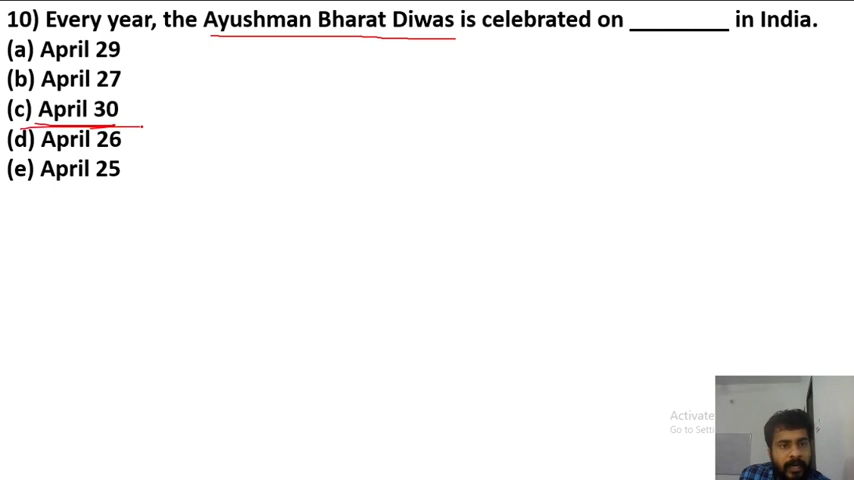 10) Every year, the Ayushman Bharat Diwas is celebrated on _________ in India.
(a) April 29
(b) April 27
(c) April 30
(d) April 26
(e) April 25
Activate
Go to Setti